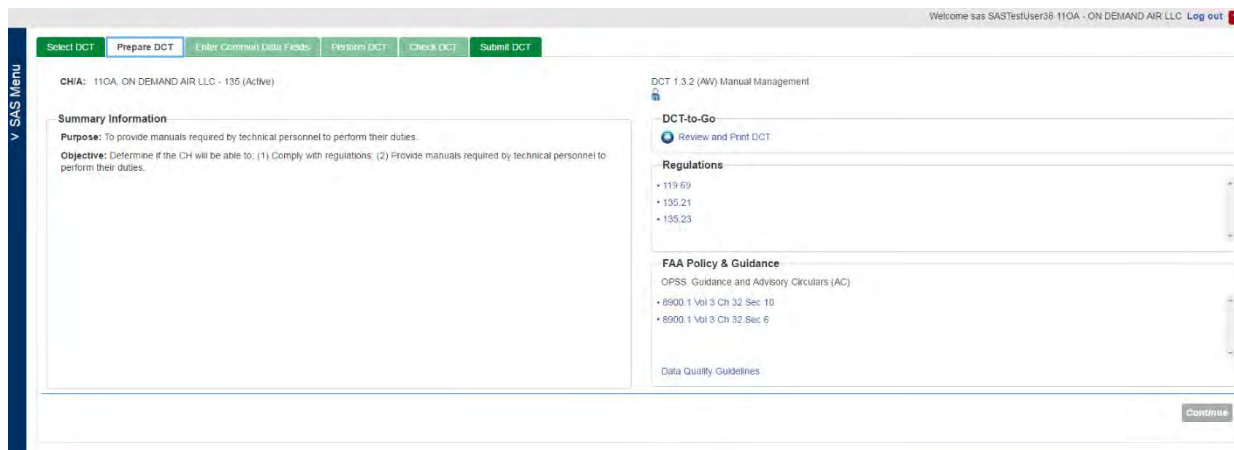 Welcome sas SASTestUser36 11OA - ON DEMAND AIR LLC Log out
> SAS Menu
Select DCT Prepare DCT Enter Common Data Fields Perform DCT Check DCT Submit DCT
CH/A: 11OA, ON DEMAND AIR LLC - 135 (Active)
DCT 1.3.2 (AW) Manual Management
Summary Information
Purpose: To provide manuals required by technical personnel to perform their duties.
Objective: Determine if the CH will be able to; (1) Comply with regulations; (2) Provide manuals required by technical personnel to
perform their duties.
DCT-to-Go
Review and Print DCT
Regulations
• 119.69
• 135.21
• 135.23
FAA Policy & Guidance
OPSS Guidance and Advisory Circulars (AC)
• 8900.1 Vol 3 Ch 32 Sec 10
• 8900.1 Vol 3 Ch 32 Sec 6
Data Quality Guidelines
Continue